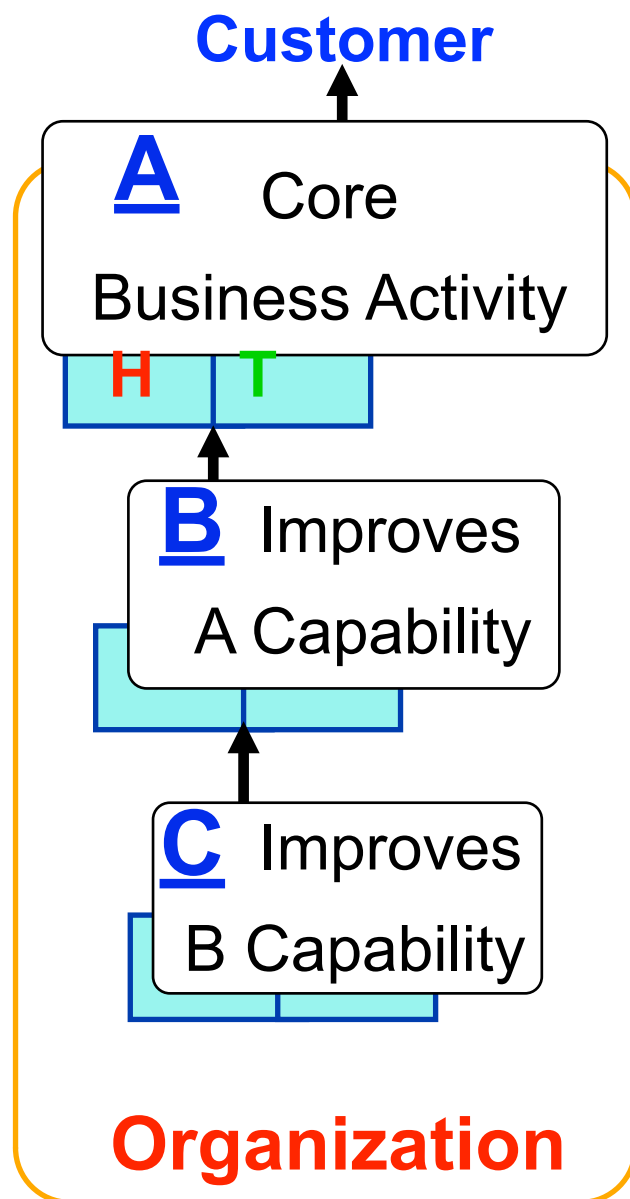 Customer
A Core
Business Activity
H T
B Improves
A Capability
C Improves
B Capability
Organization